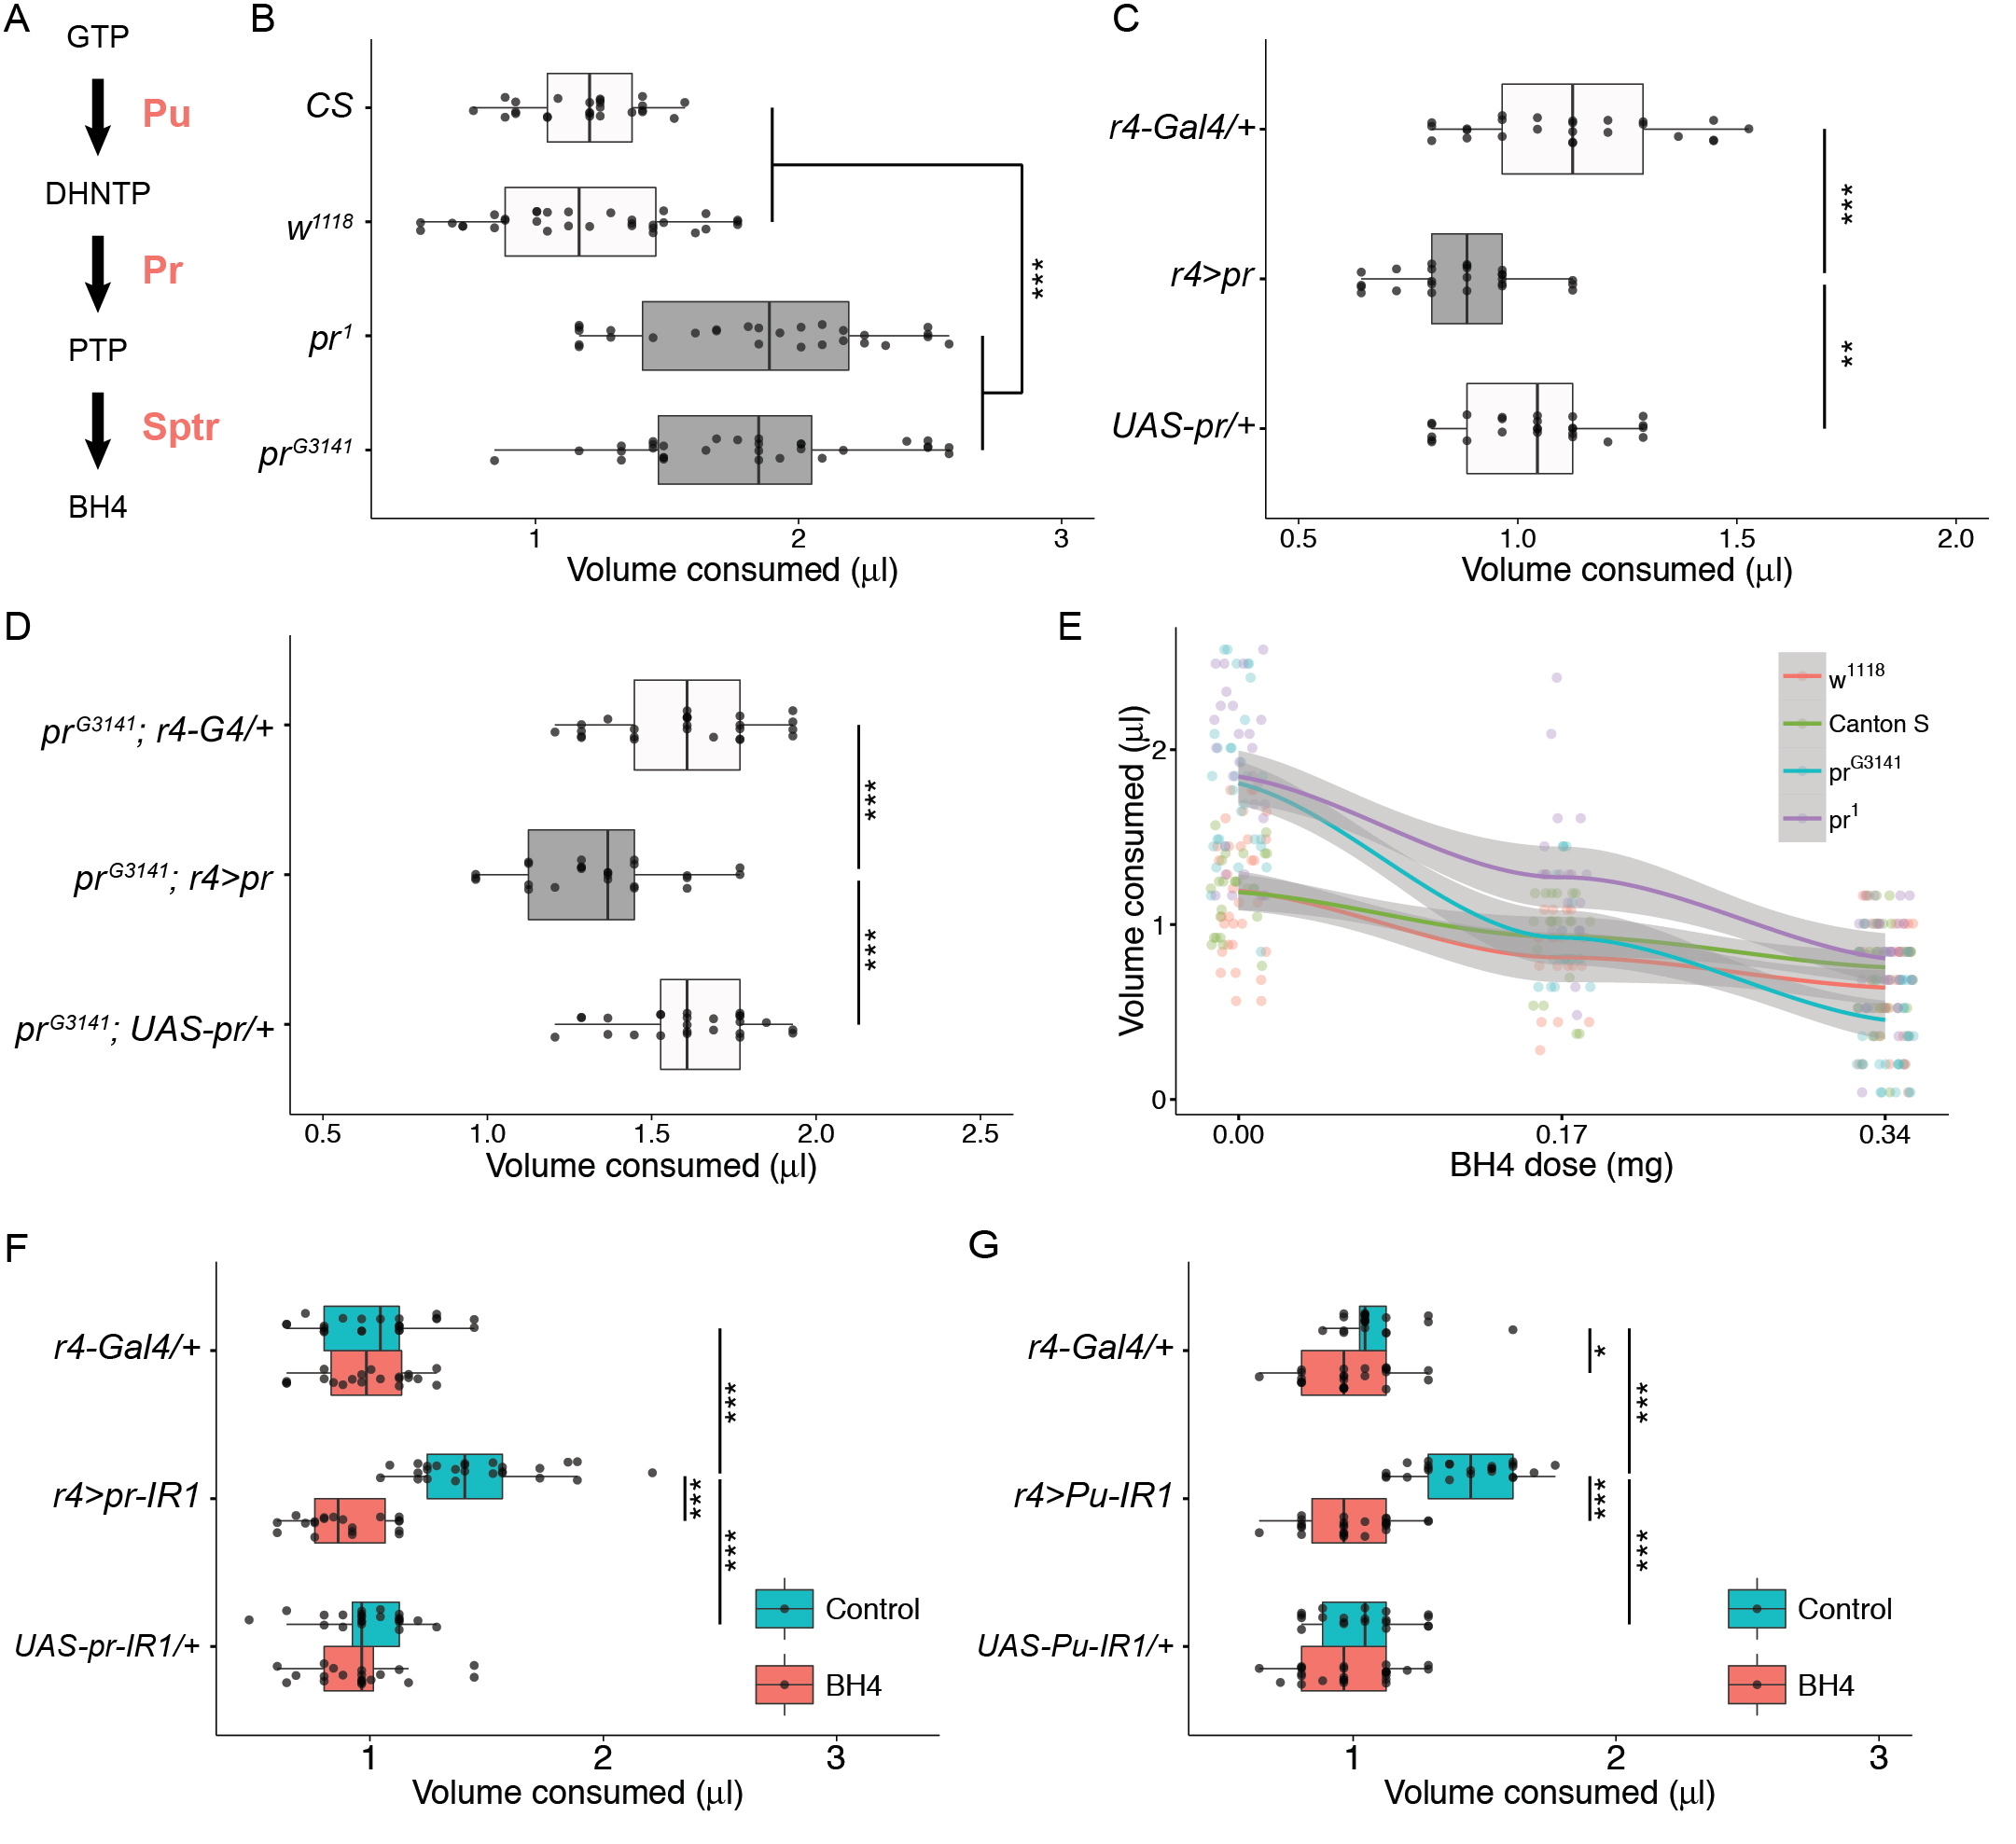 A
GTP
Pu
DHNTP
Pr
PTP
Sptr
BH4
B
CS
w1118
pr1
prG3141
***
1 2 3
Volume consumed (μl)
C
r4-Gal4/+
r4>pr
UAS-pr/+
***
**
0.5 1.0 1.5 2.0
Volume consumed (μl)
D
prG3141; r4-G4/+
prG3141; r4>pr
prG3141; UAS-pr/+
***
***
0.5 1.0 1.5 2.0 2.5
Volume consumed (μl)
E
Volume consumed (μl)
2
1
0
w1118
Canton S
prG3141
pr1
0.00 0.17 0.34
BH4 dose (mg)
F
r4-Gal4/+
r4>pr-IR1
UAS-pr-IR1/+
***
***
***
Control
BH4
1 2 3
Volume consumed (μl)
G
r4-Gal4/+
r4>Pu-IR1
UAS-Pu-IR1/+
*
***
***
***
Control
BH4
1 2 3
Volume consumed (μl)